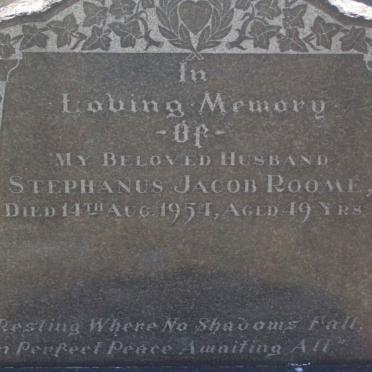 In
Loving Memory
-Of-
My Beloved Husband
Stephanus Jacob Roome,
Died 14th Aug. 1954, Aged 49 Yrs
Resting Where No Shadows Fall,
In Perfect Peace Awaiting All"